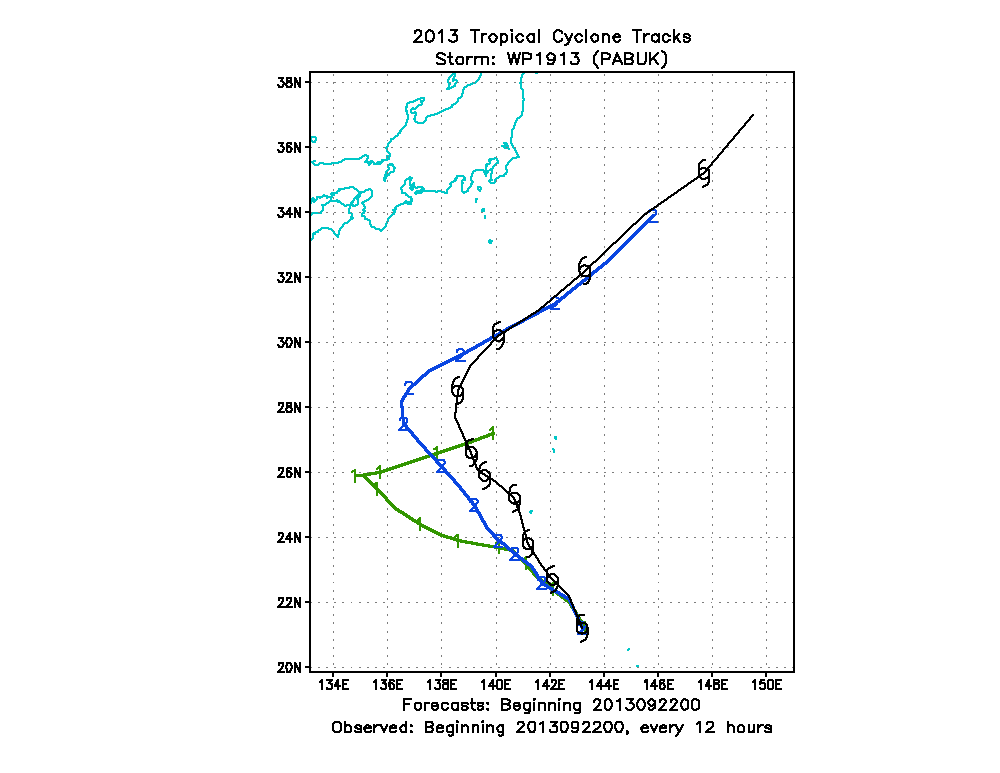 2013 Tropical Cyclone Tracks
Storm: WP1913 (PABUK)
38N
36N
34N
32N
30N
28N
26N
24N
22N
20N
134E 136E 138E 140E 142E 144E 146E 148E 150E
Forecasts: Beginning 2013092200
Observed: Beginning 2013092200, every 12 hours